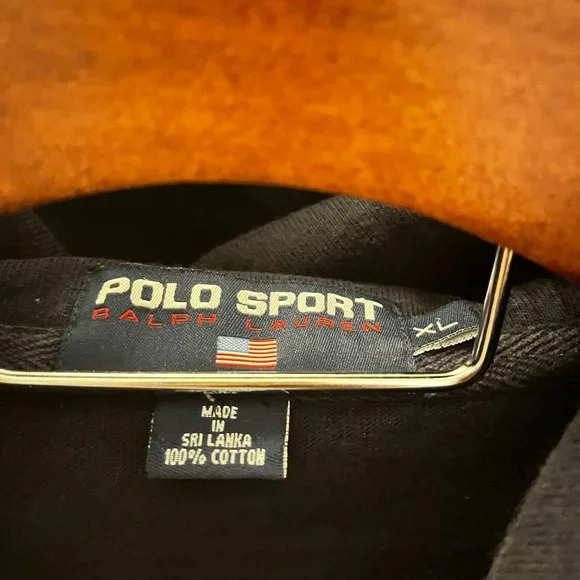 POLO SPORT
RALPH LAUREN
XL
MADE
IN
SRI LANKA
100% COTTON